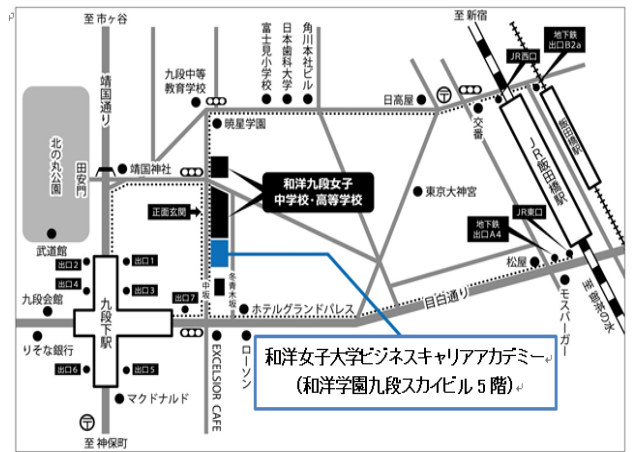 至 市ヶ谷
至 新宿
地下鉄
出口B2a
JR西口
靖国通り
九段中等
教育学校
富士見小学校
日本歯科大学
角川本社ビル
日高屋
交番
飯田橋駅
JR飯田橋駅
暁星学園
北の丸公園
田安門
靖国神社
和洋九段女子
中学校・高等学校
東京大神宮
正面玄関
JR東口
地下鉄
出口A4
武道館
出口2
出口1
出口4
出口3
出口7
中坂
冬青木坂
松屋
目白通り
至 御茶の水
モスバーガー
九段会館
九段下駅
ホテルグランドパレス
りそな銀行
EXCELSIOR CAFE
ローソン
和洋女子大学ビジネスキャリアアカデミー
(和洋学園九段スカイビル5階)
出口6
出口5
マクドナルド
至 神保町